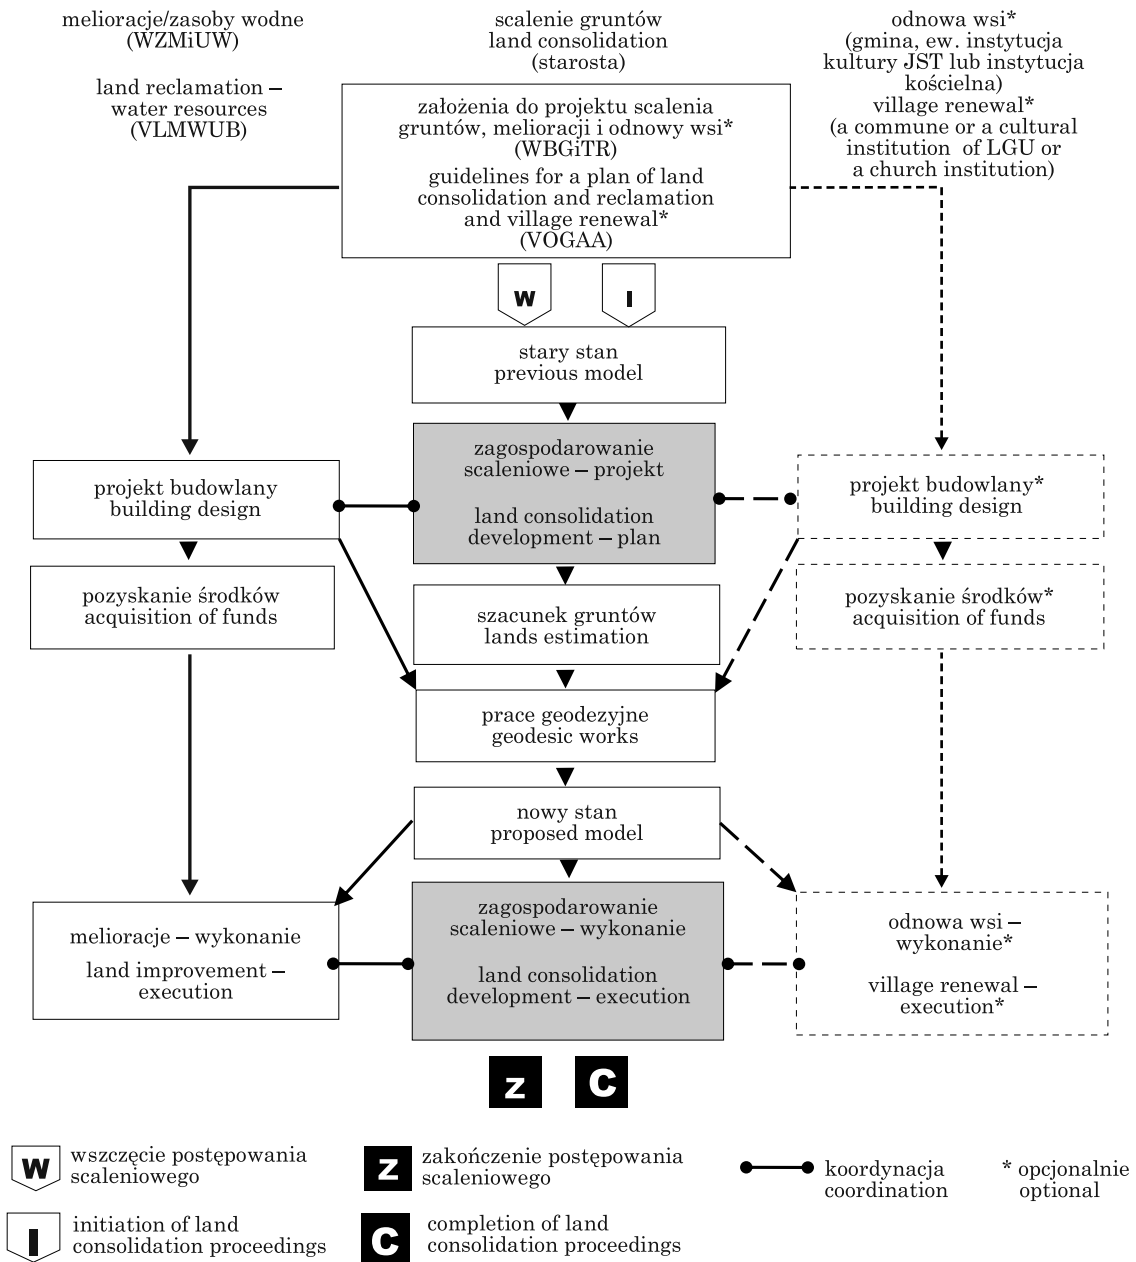 melioracje/zasoby wodne
(WZMiUW)
land reclamation –
water resources
(VLMWUB)
scalenie gruntów
land consolidation
(starosta)
odnowa wsi*
(gmina, ew. instytucja
kultury JST lub instytucja
kościelna)
village renewal*
(a commune or a cultural
institution of LGU or
a church institution)
założenia do projektu scalenia
gruntów, melioracji i odnowy wsi*
(WBGiTR)
guidelines for a plan of land
consolidation and reclamation
and village renewal*
(VOGAA)
W
I
stary stan
previous model
zagospodarowanie
scaleniowe – projekt
land consolidation
development – plan
projekt budowlany
building design
projekt budowlany*
building design
pozyskanie środków
acquisition of funds
szacunek gruntów
lands estimation
pozyskanie środków*
acquisition of funds
prace geodezyjne
geodesic works
nowy stan
proposed model
melioracje – wykonanie
land improvement –
execution
zagospodarowanie
scaleniowe – wykonanie
land consolidation
development – execution
odnowa wsi –
wykonanie*
village renewal –
execution*
Z
C
W
wszczęcie postępowania
scaleniowego
Z
zakończenie postępowania
scaleniowego
koordynacja
coordination
* opcjonalnie
optional
I
initiation of land
consolidation proceedings
C
completion of land
consolidation proceedings